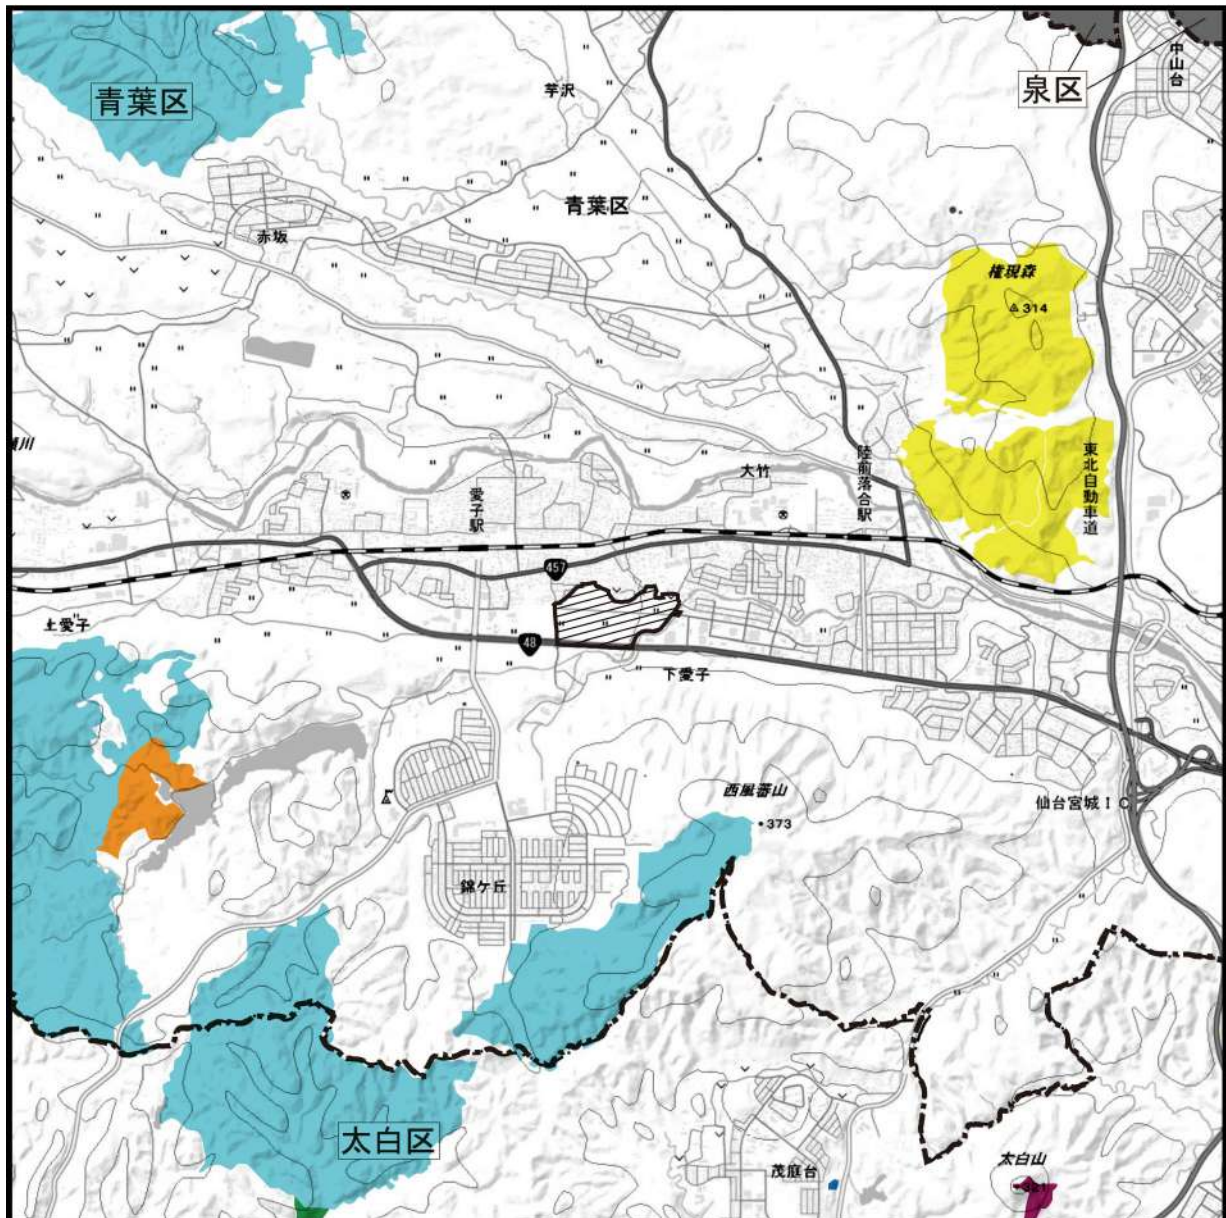 青葉区
芋沢
泉区
中山台
青葉区
赤坂
権現森
314
東北自動車道
大竹
陸前落合駅
愛子駅
457
上愛子
48
下愛子
西風蕃山
373
仙台宮城IC
錦ケ丘
太白区
茂庭台
太白山